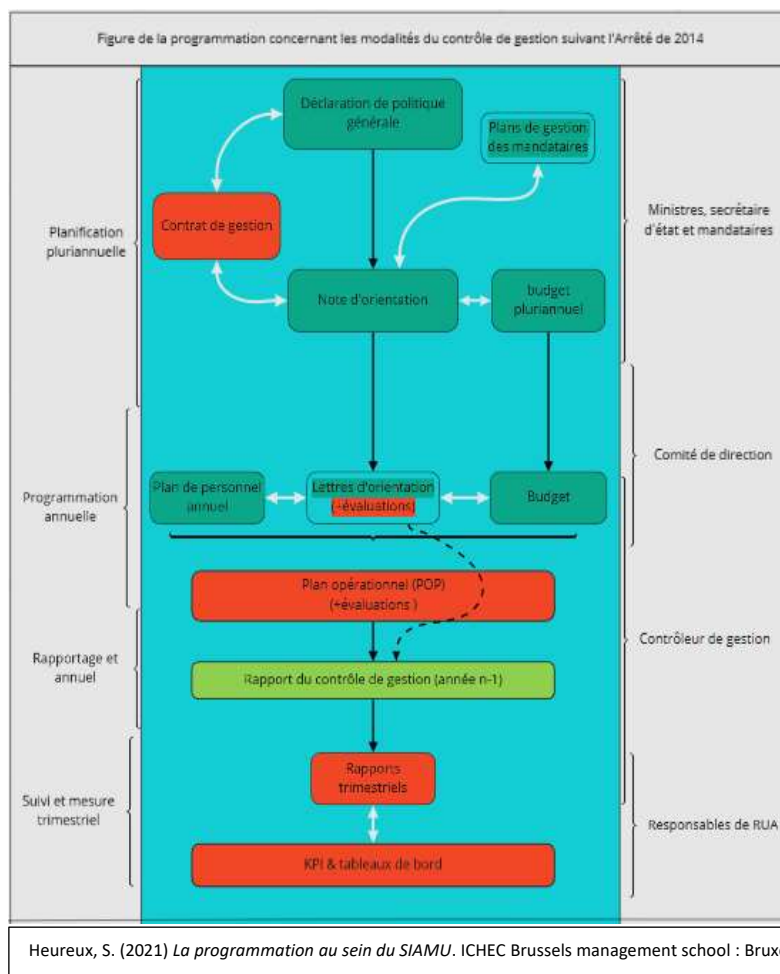 Figure de la programmation concernant les modalités du contrôle de gestion suivant l'Arrêté de 2014
Déclaration de politique
générale
Plans de gestion
des mandataires
Contrat de gestion
Planification
pluriannuelle
Ministres, secrétaire
d'état et mandataires
Note d'orientation
budget
pluriannuel
Comité de direction
Programmation
annuelle
Plan de personnel
annuel
Lettres d'orientation
(+évaluations)
Budget
Plan opérationnel (POP)
(+évaluations )
Contrôleur de gestion
Rapportage et
annuel
Rapport du contrôle de gestion (année n-1)
Rapports
trimestriels
Suivi et mesure
trimestriel
Responsables de RUA
KPI & tableaux de bord
Heureux, S. (2021) La programmation au sein du SIAMU. ICHEC Brussels management school : Brux